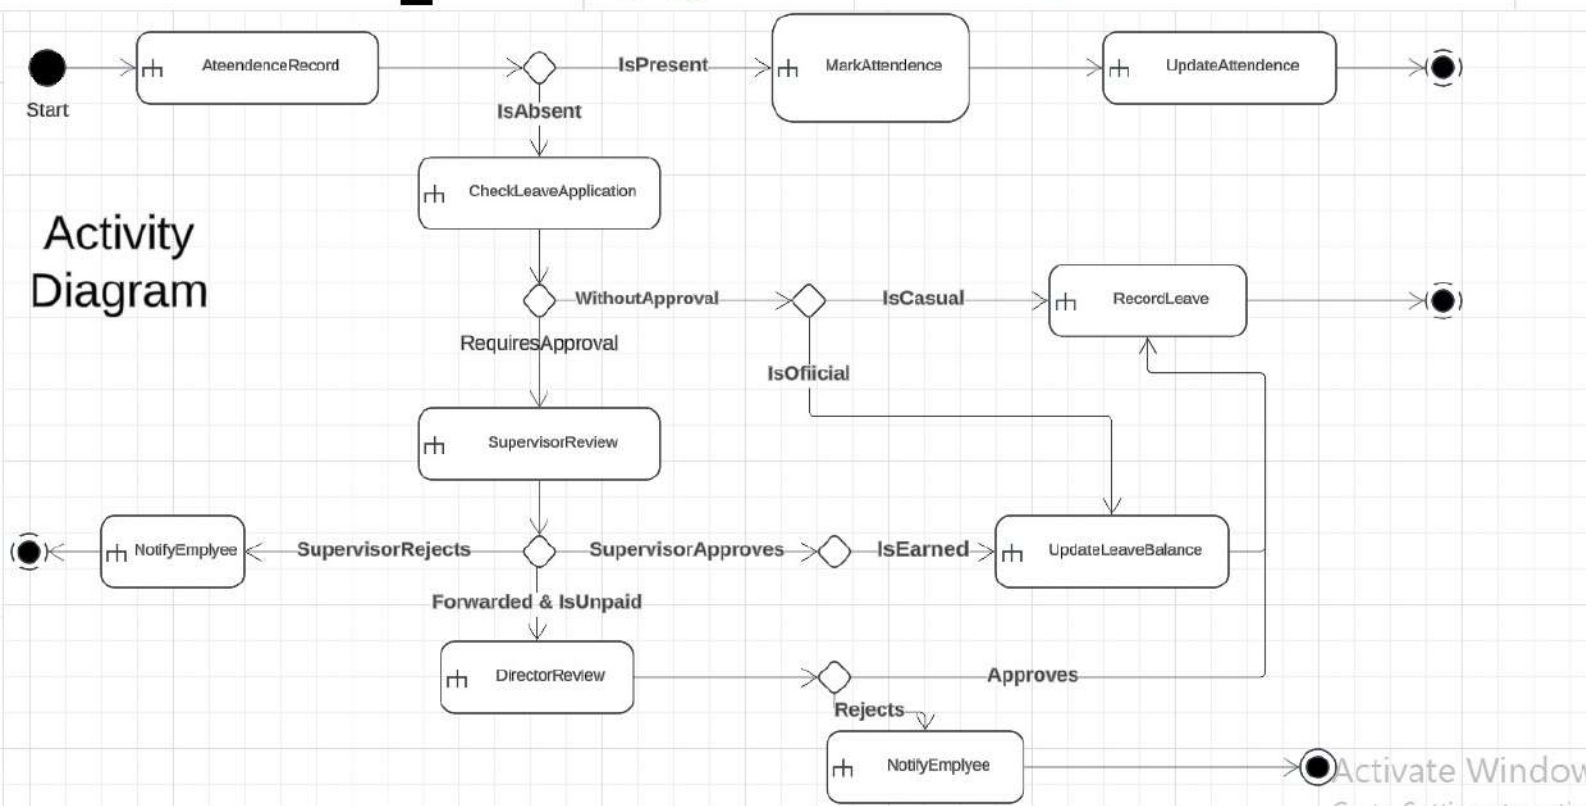 AteendenceRecord
IsPresent
MarkAttendence
UpdateAttendence
Start
IsAbsent
CheckLeaveApplication
Activity
Diagram
WithoutApproval
IsCasual
RecordLeave
RequiresApproval
IsOfiicial
SupervisorReview
NotifyEmplyee
SupervisorRejects
SupervisorApproves
IsEarned
UpdateLeaveBalance
Forwarded & IsUnpaid
DirectorReview
Approves
Rejects
NotifyEmplyee
Activate Window